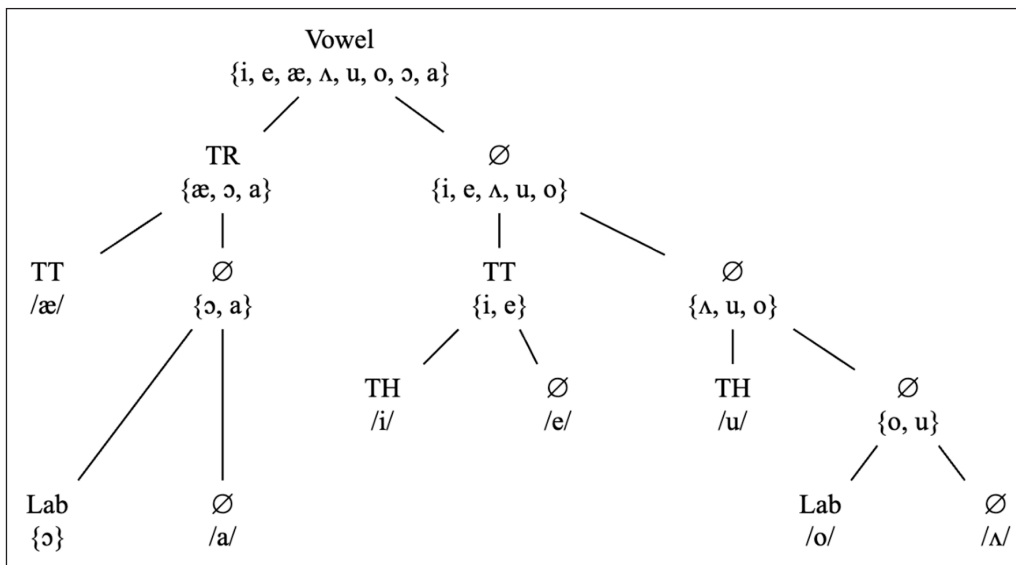 Vowel
{i, e, æ, ʌ, u, o, ɔ, a}
TR ∅
{æ, ɔ, a} {i, e, ʌ, u, o}
TT ∅ TT ∅
/æ/ {ɔ, a} {i, e} {ʌ, u, o}
TH ∅ TH ∅
/i/ /e/ /u/ {o, u}
Lab ∅ Lab ∅
{ɔ} /a/ /o/ /ʌ/